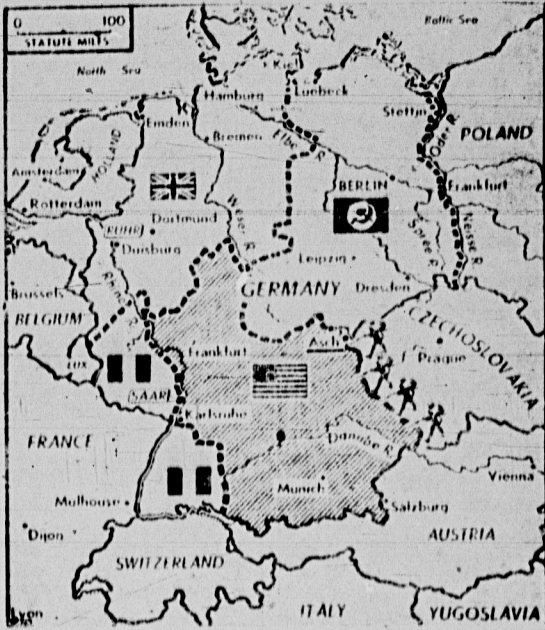 0 100
STATUTE MILES
Baltic Sea
North Sea
Kiel
Hamburg
Luebeck
Stettin
Emden
Bremen
Elbe R.
Oder R.
POLAND
HOLLAND
Amsterdam
BERLIN
Frankfurt
Rotterdam
Dortmund
Weser R.
Spree R.
Neisse R.
RUHR
Duisburg
Leipzig
Rhine R.
GERMANY
Dresden
Brussels
BELGIUM
CZECHOSLOVAKIA
Frankfurt
Asch
Prague
Lux
SAAR
Karlsruhe
FRANCE
Danube R.
Vienna
Mulhouse
Munich
Salzburg
Dijon
AUSTRIA
SWITZERLAND
Lyon
ITALY
YUGOSLAVIA